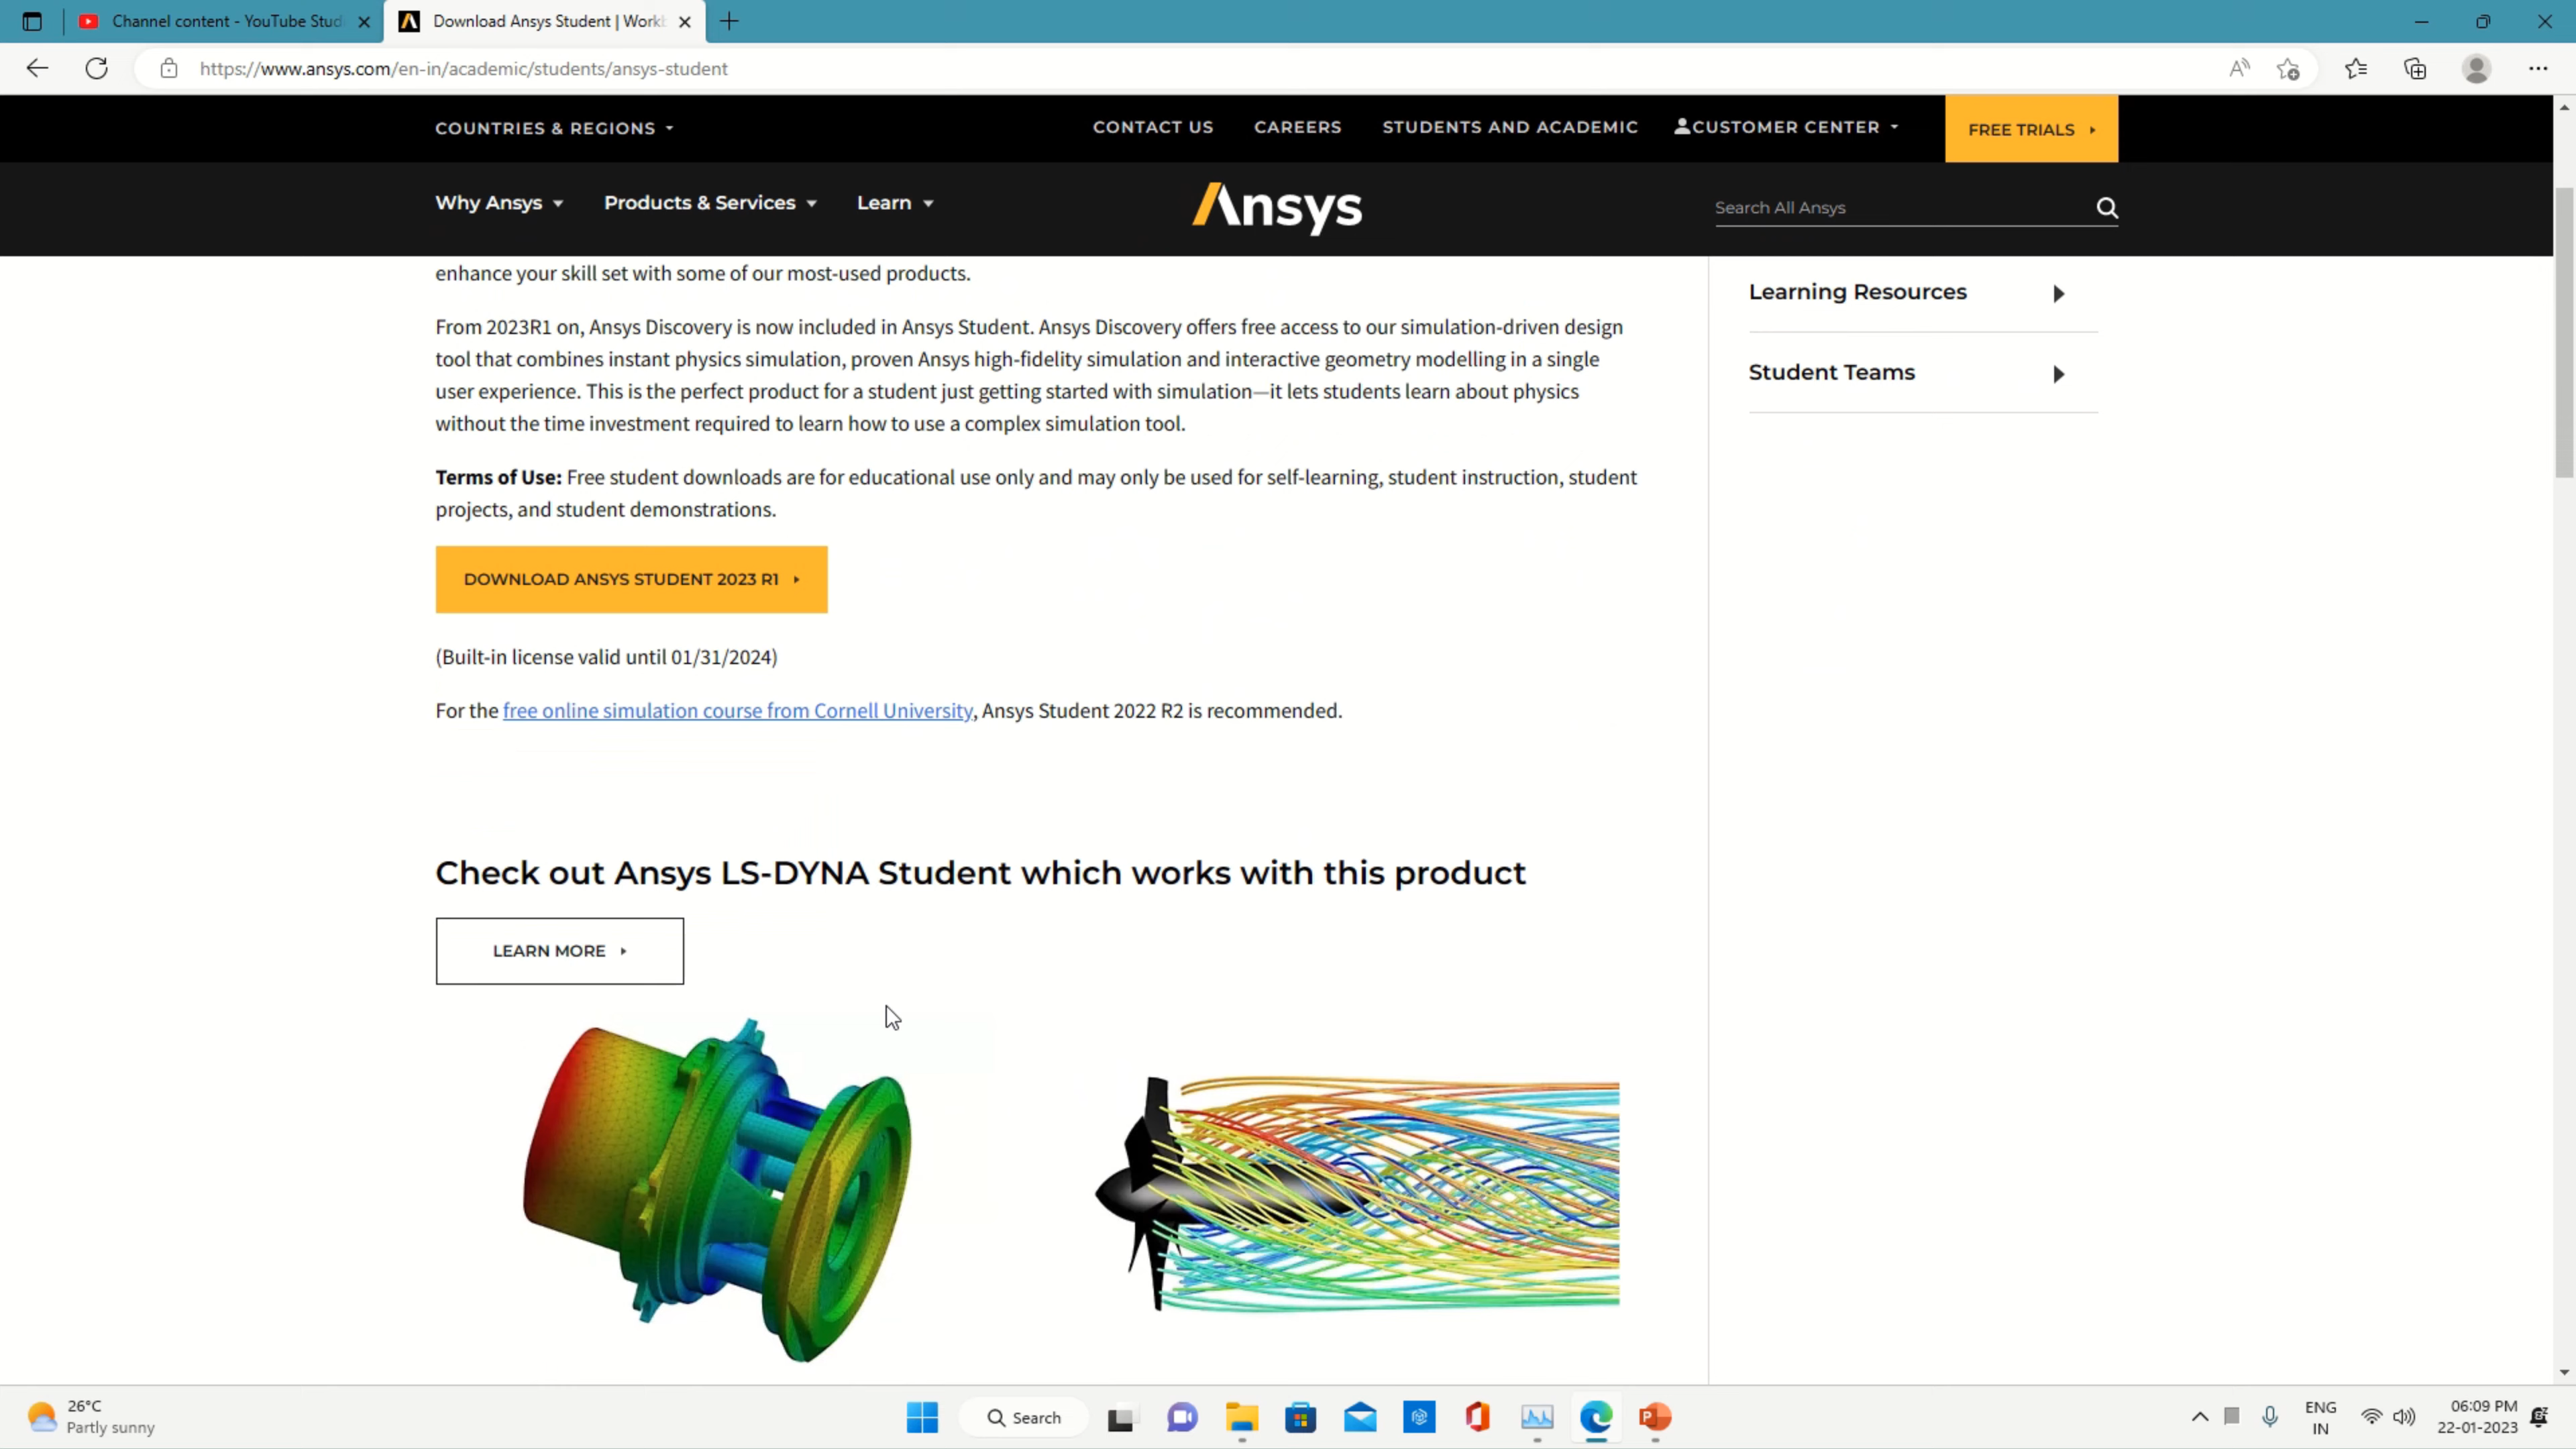 Channel content - YouTube Stud
Download Ansys Student | Workb
https://www.ansys.com/en-in/academic/students/ansys-student
COUNTRIES & REGIONS
CONTACT US
CAREERS
STUDENTS AND ACADEMIC
CUSTOMER CENTER
FREE TRIALS
Why Ansys
Products & Services
Learn
Ansys
Search All Ansys
enhance your skill set with some of our most-used products.
From 2023R1 on, Ansys Discovery is now included in Ansys Student. Ansys Discovery offers free access to our simulation-driven design
tool that combines instant physics simulation, proven Ansys high-fidelity simulation and interactive geometry modelling in a single
user experience. This is the perfect product for a student just getting started with simulation—it lets students learn about physics
without the time investment required to learn how to use a complex simulation tool.
Terms of Use: Free student downloads are for educational use only and may only be used for self-learning, student instruction, student
projects, and student demonstrations.
DOWNLOAD ANSYS STUDENT 2023 R1
(Built-in license valid until 01/31/2024)
For the free online simulation course from Cornell University, Ansys Student 2022 R2 is recommended.
Check out Ansys LS-DYNA Student which works with this product
LEARN MORE
Learning Resources
Student Teams
26°C
Partly sunny
Search
ENG
IN
06:09 PM
22-01-2023